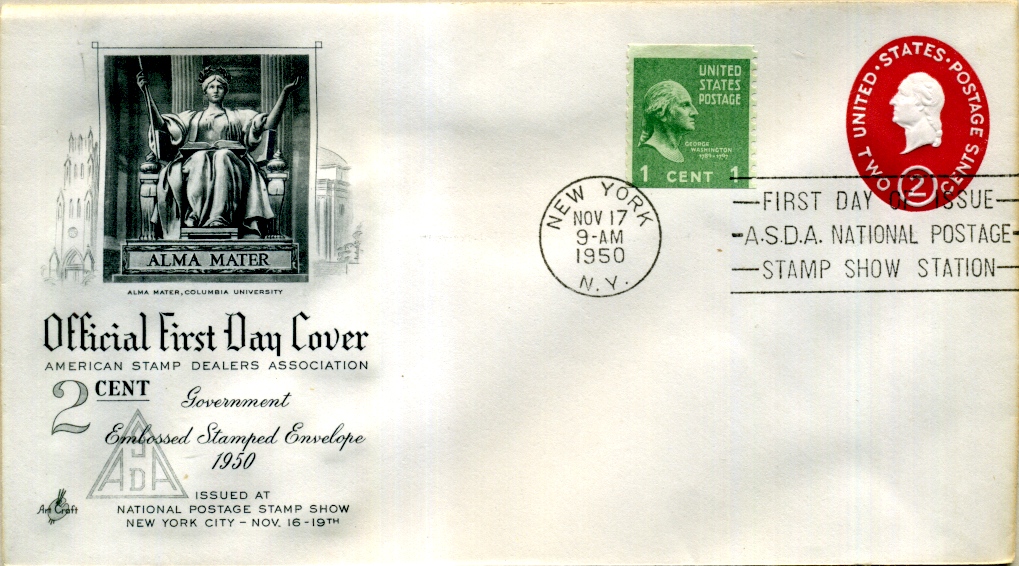 ALMA MATER
ALMA MATER, COLUMBIA UNIVERSITY
Official First Day Cover
AMERICAN STAMP DEALERS ASSOCIATION
2 CENT
Government
Embossed Stamped Envelope
1950
ASDA
ISSUED AT
NATIONAL POSTAGE STAMP SHOW
NEW YORK CITY – NOV. 16-19TH
Art Craft
UNITED
STATES
POSTAGE
GEORGE
WASHINGTON
1789-1797
1 CENT 1
UNITED·STATES·POSTAGE
TWO 2 CENTS
NEW YORK
NOV 17
9-AM
1950
N.Y.
FIRST DAY OF ISSUE
A.S.D.A. NATIONAL POSTAGE
STAMP SHOW STATION